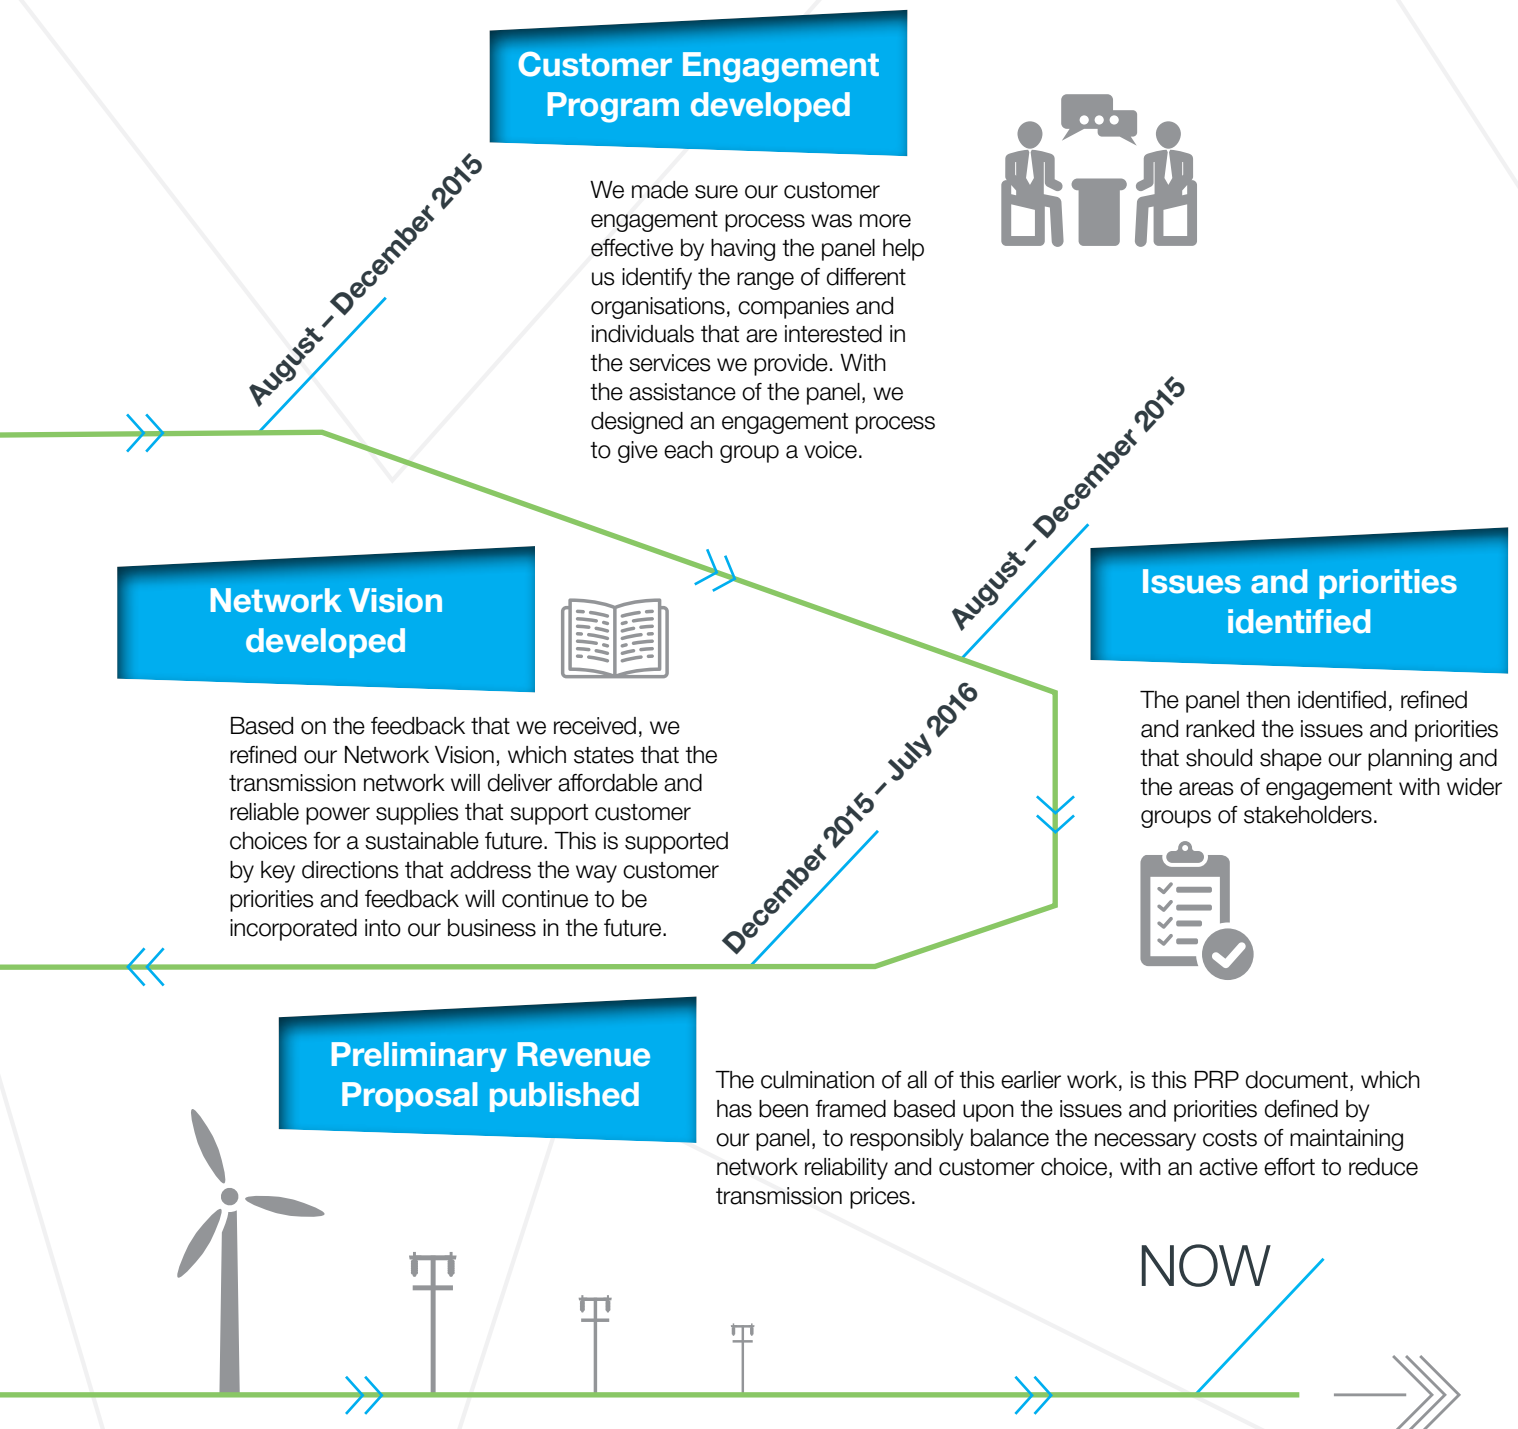 Customer Engagement
Program developed
August – December 2015
We made sure our customer
engagement process was more
effective by having the panel help
us identify the range of different
organisations, companies and
individuals that are interested in
the services we provide. With
the assistance of the panel, we
designed an engagement process
to give each group a voice.
August – December 2015
Issues and priorities
identified
The panel then identified, refined
and ranked the issues and priorities
that should shape our planning and
the areas of engagement with wider
groups of stakeholders.
Network Vision
developed
December 2015 – July 2016
Based on the feedback that we received, we
refined our Network Vision, which states that the
transmission network will deliver affordable and
reliable power supplies that support customer
choices for a sustainable future. This is supported
by key directions that address the way customer
priorities and feedback will continue to be
incorporated into our business in the future.
Preliminary Revenue
Proposal published
The culmination of all of this earlier work, is this PRP document, which
has been framed based upon the issues and priorities defined by
our panel, to responsibly balance the necessary costs of maintaining
network reliability and customer choice, with an active effort to reduce
transmission prices.
NOW